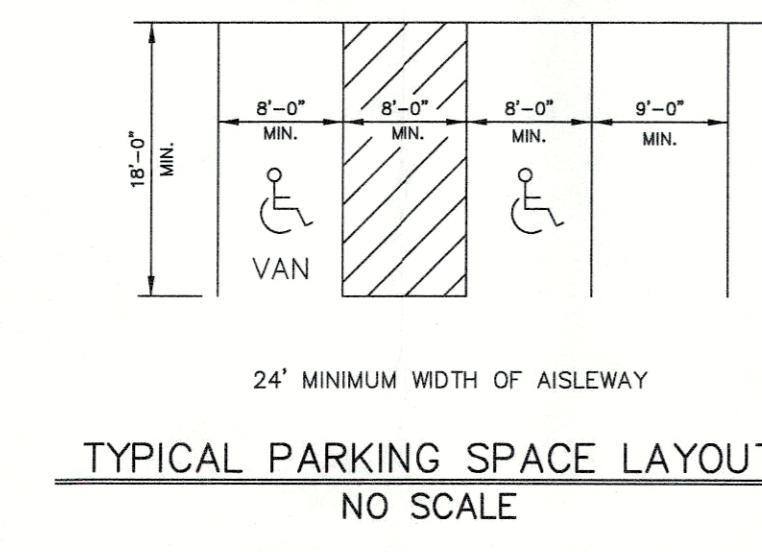 8'-0" 8'-0" 8'-0" 9'-0"
MIN. MIN. MIN. MIN.
18'-0"
MIN.
VAN
24' MINIMUM WIDTH OF AISLEWAY
TYPICAL PARKING SPACE LAYOUT
NO SCALE